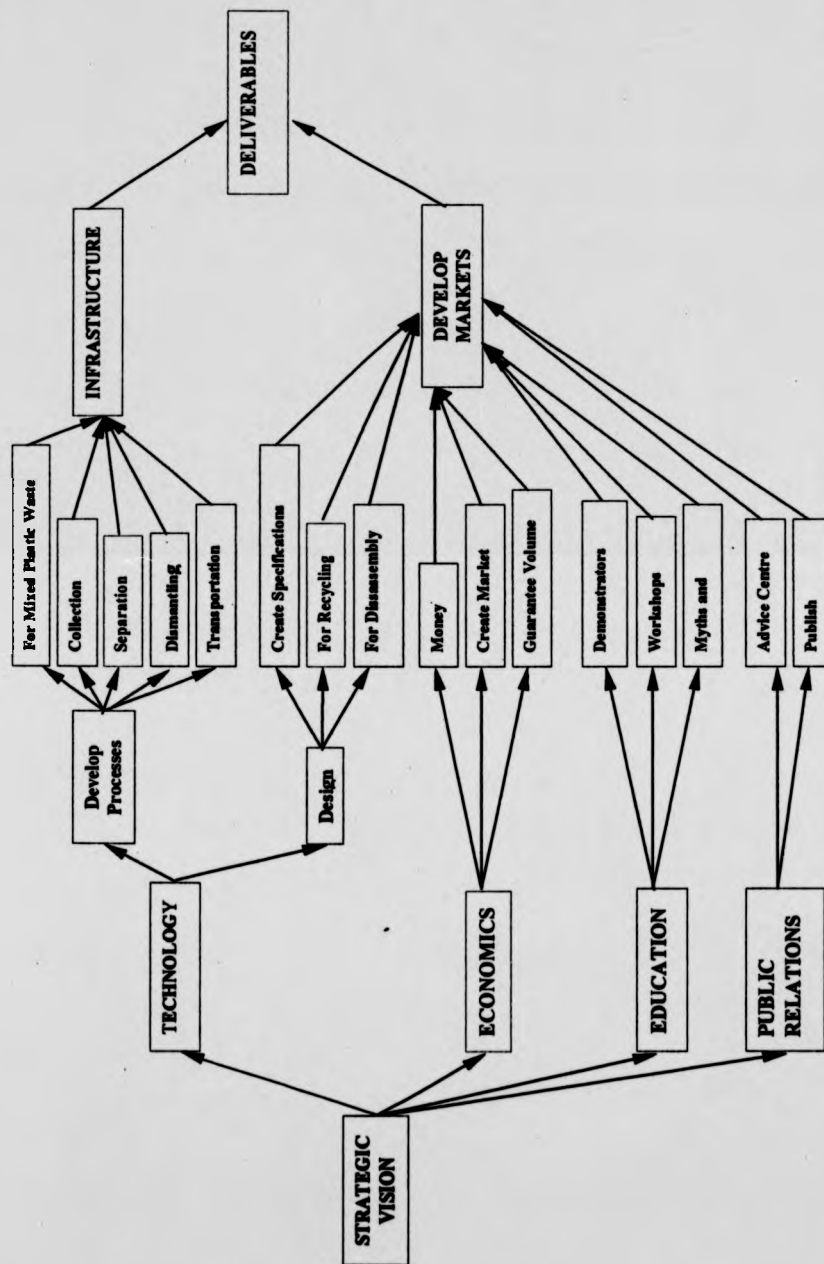 STRATEGIC
VISION
TECHNOLOGY
ECONOMICS
EDUCATION
PUBLIC
RELATIONS
Develop
Processes
Design
For Mixed Plastic Waste
Collection
Separation
Dismantling
Transportation
Create Specifications
For Recycling
For Disassembly
Money
Create Market
Guarantee Volume
Demonstrators
Workshops
Myths and
Advice Centre
Publish
INFRASTRUCTURE
DEVELOP
MARKETS
DELIVERABLES